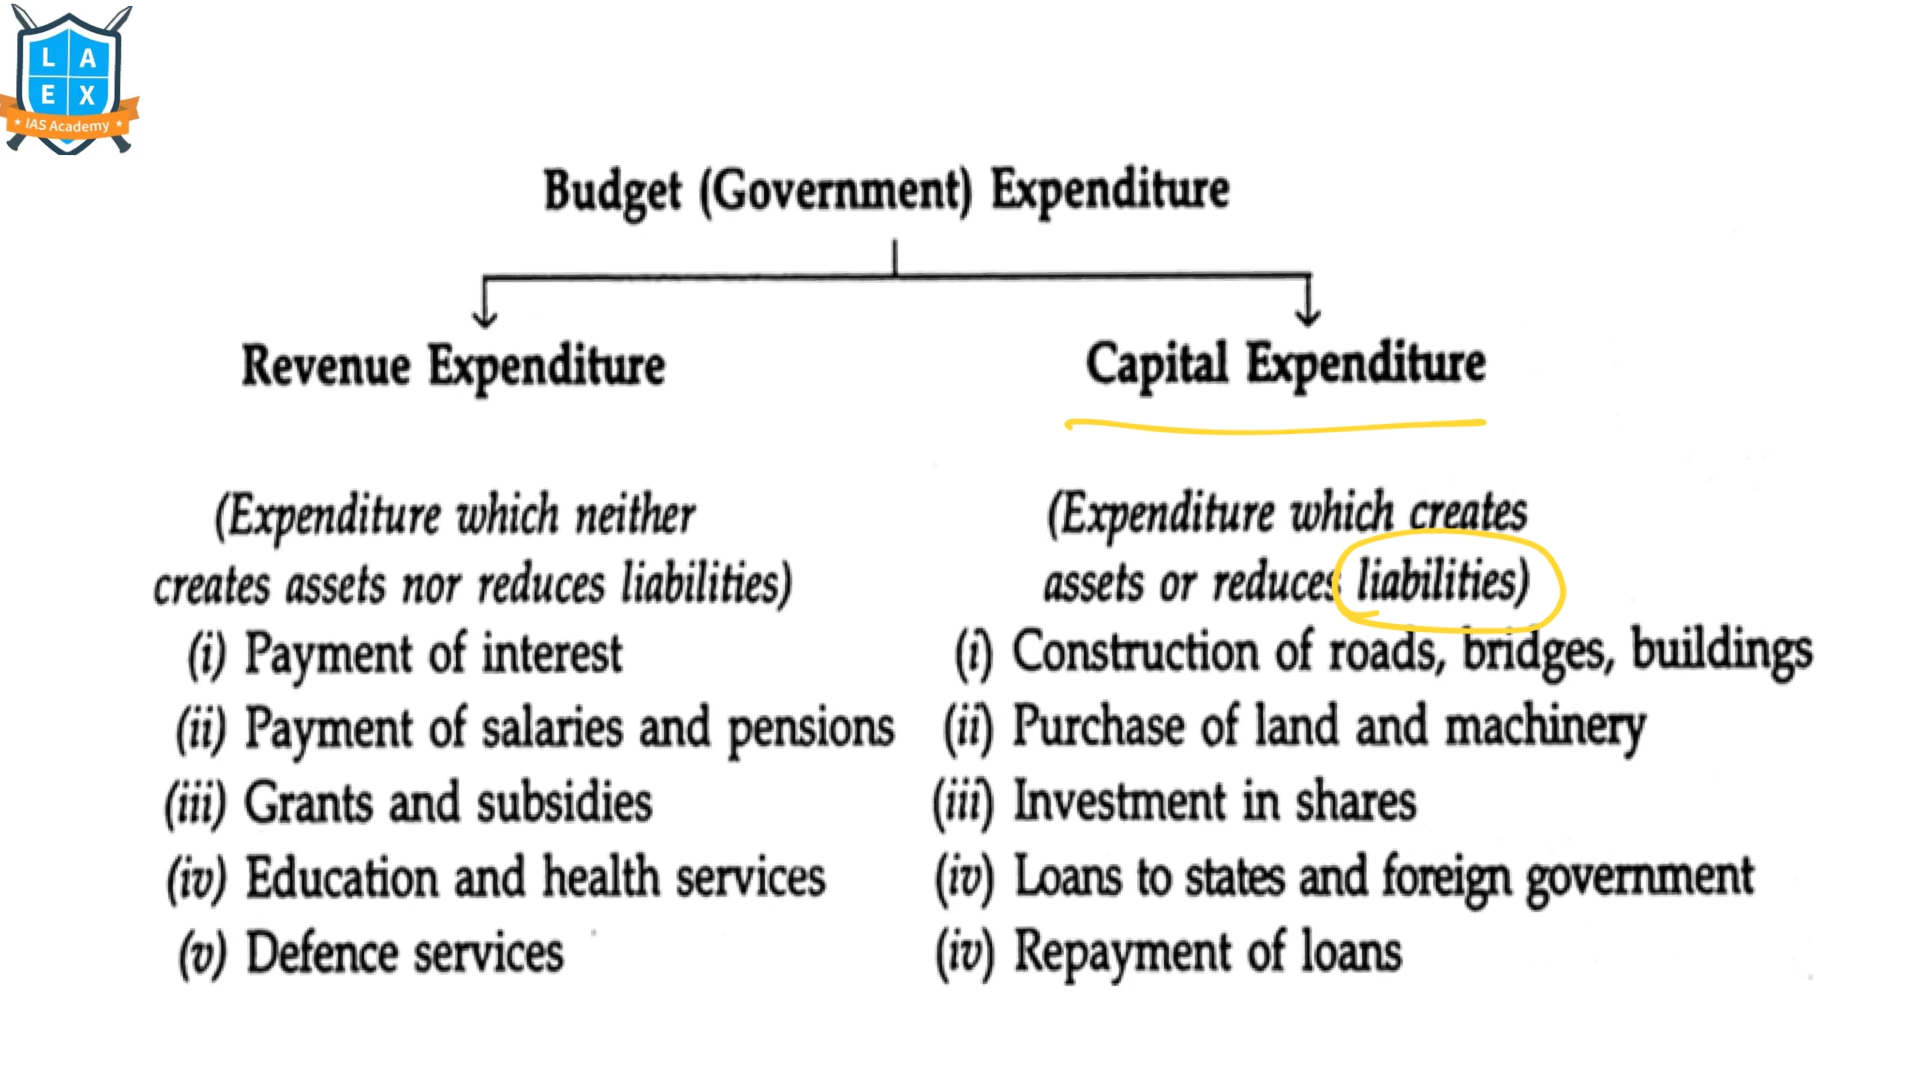 L A
E X
IAS Academy
Budget (Government) Expenditure
Revenue Expenditure
(Expenditure which neither
creates assets nor reduces liabilities)
(i) Payment of interest
(ii) Payment of salaries and pensions
(iii) Grants and subsidies
(iv) Education and health services
(v) Defence services
Capital Expenditure
(Expenditure which creates
assets or reduces liabilities)
(i) Construction of roads, bridges, buildings
(ii) Purchase of land and machinery
(iii) Investment in shares
(iv) Loans to states and foreign government
(iv) Repayment of loans